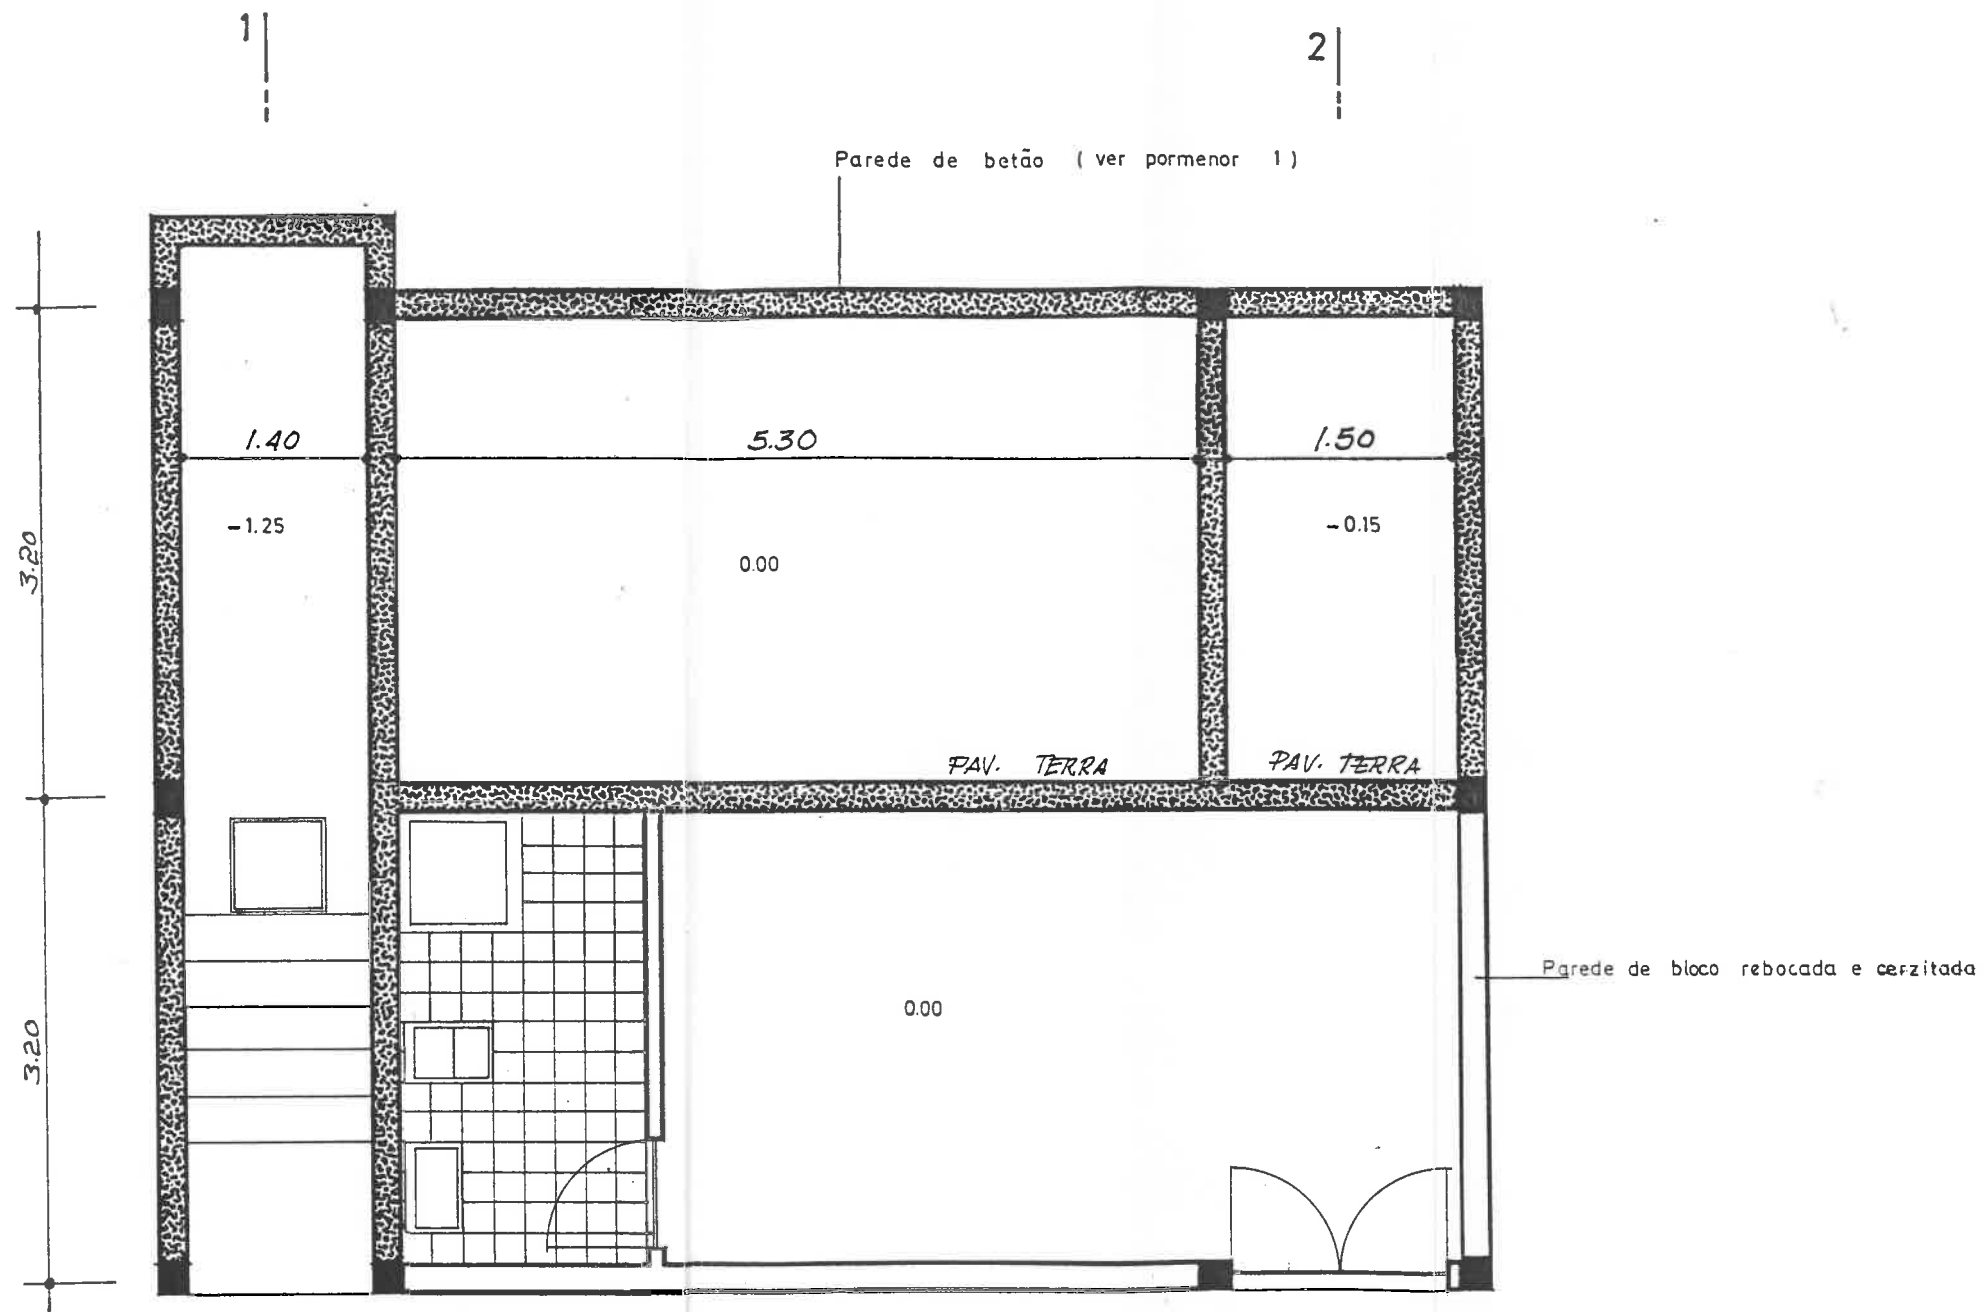 1
2
Parede de betão ( ver pormenor 1 )
1.40
5.30
1.50
-1.25
-0.15
3.20
0.00
PAV. TERRA
PAV. TERRA
Parede de bloco rebocada e cerzitada
0.00
3.20